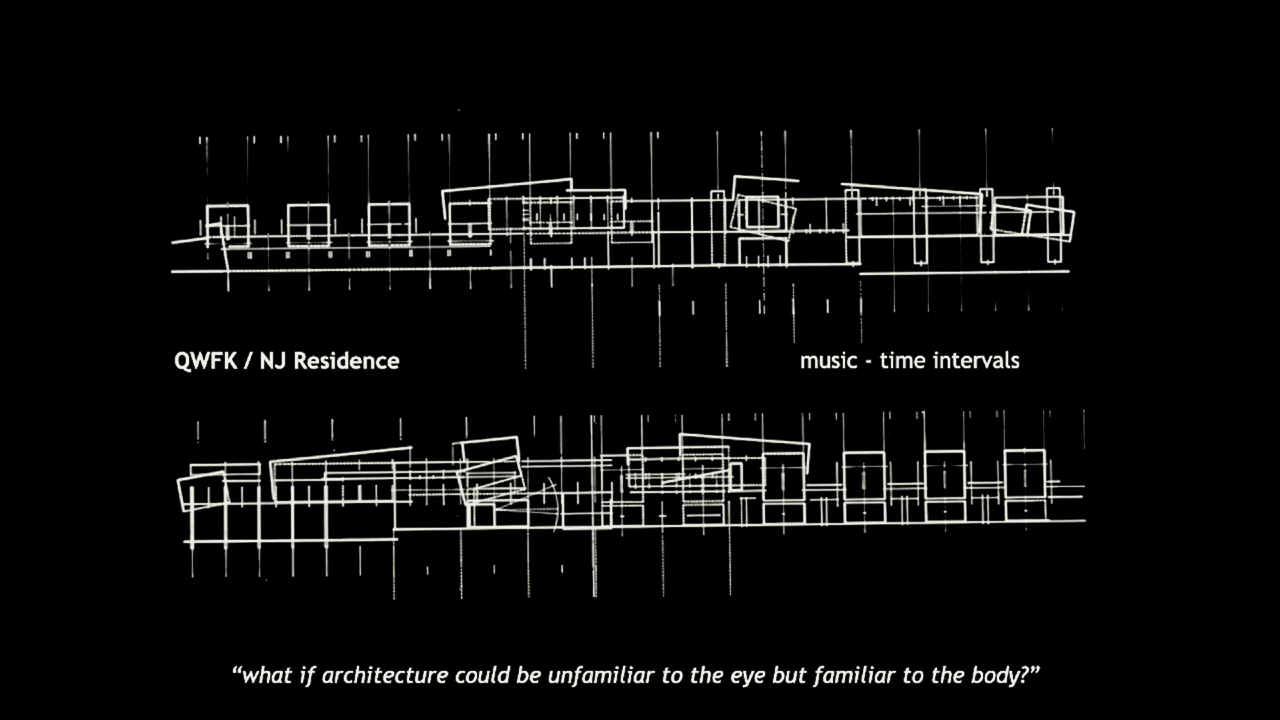 QWFK / NJ Residence
music - time intervals
“what if architecture could be unfamiliar to the eye but familiar to the body?”